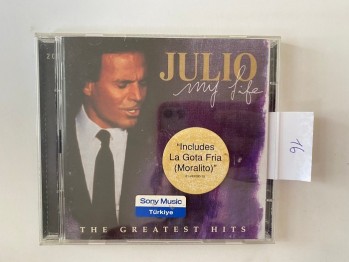 JULIO
my life
"Includes
La Gota Fria
(Moralito)"
Sony Music
Türkiye
THE GREATEST HITS
16